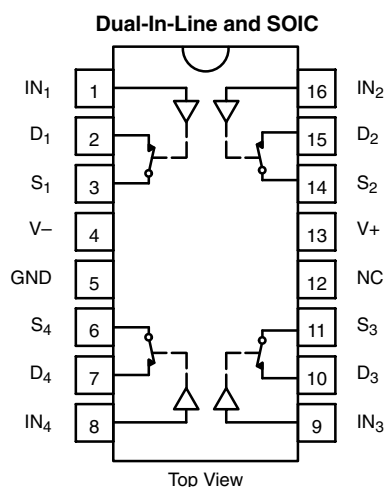 Dual-In-Line and SOIC
IN₁ 1 16 IN₂
D₁ 2 15 D₂
S₁ 3 14 S₂
V– 4 13 V+
GND 5 12 NC
S₄ 6 11 S₃
D₄ 7 10 D₃
IN₄ 8 9 IN₃
Top View